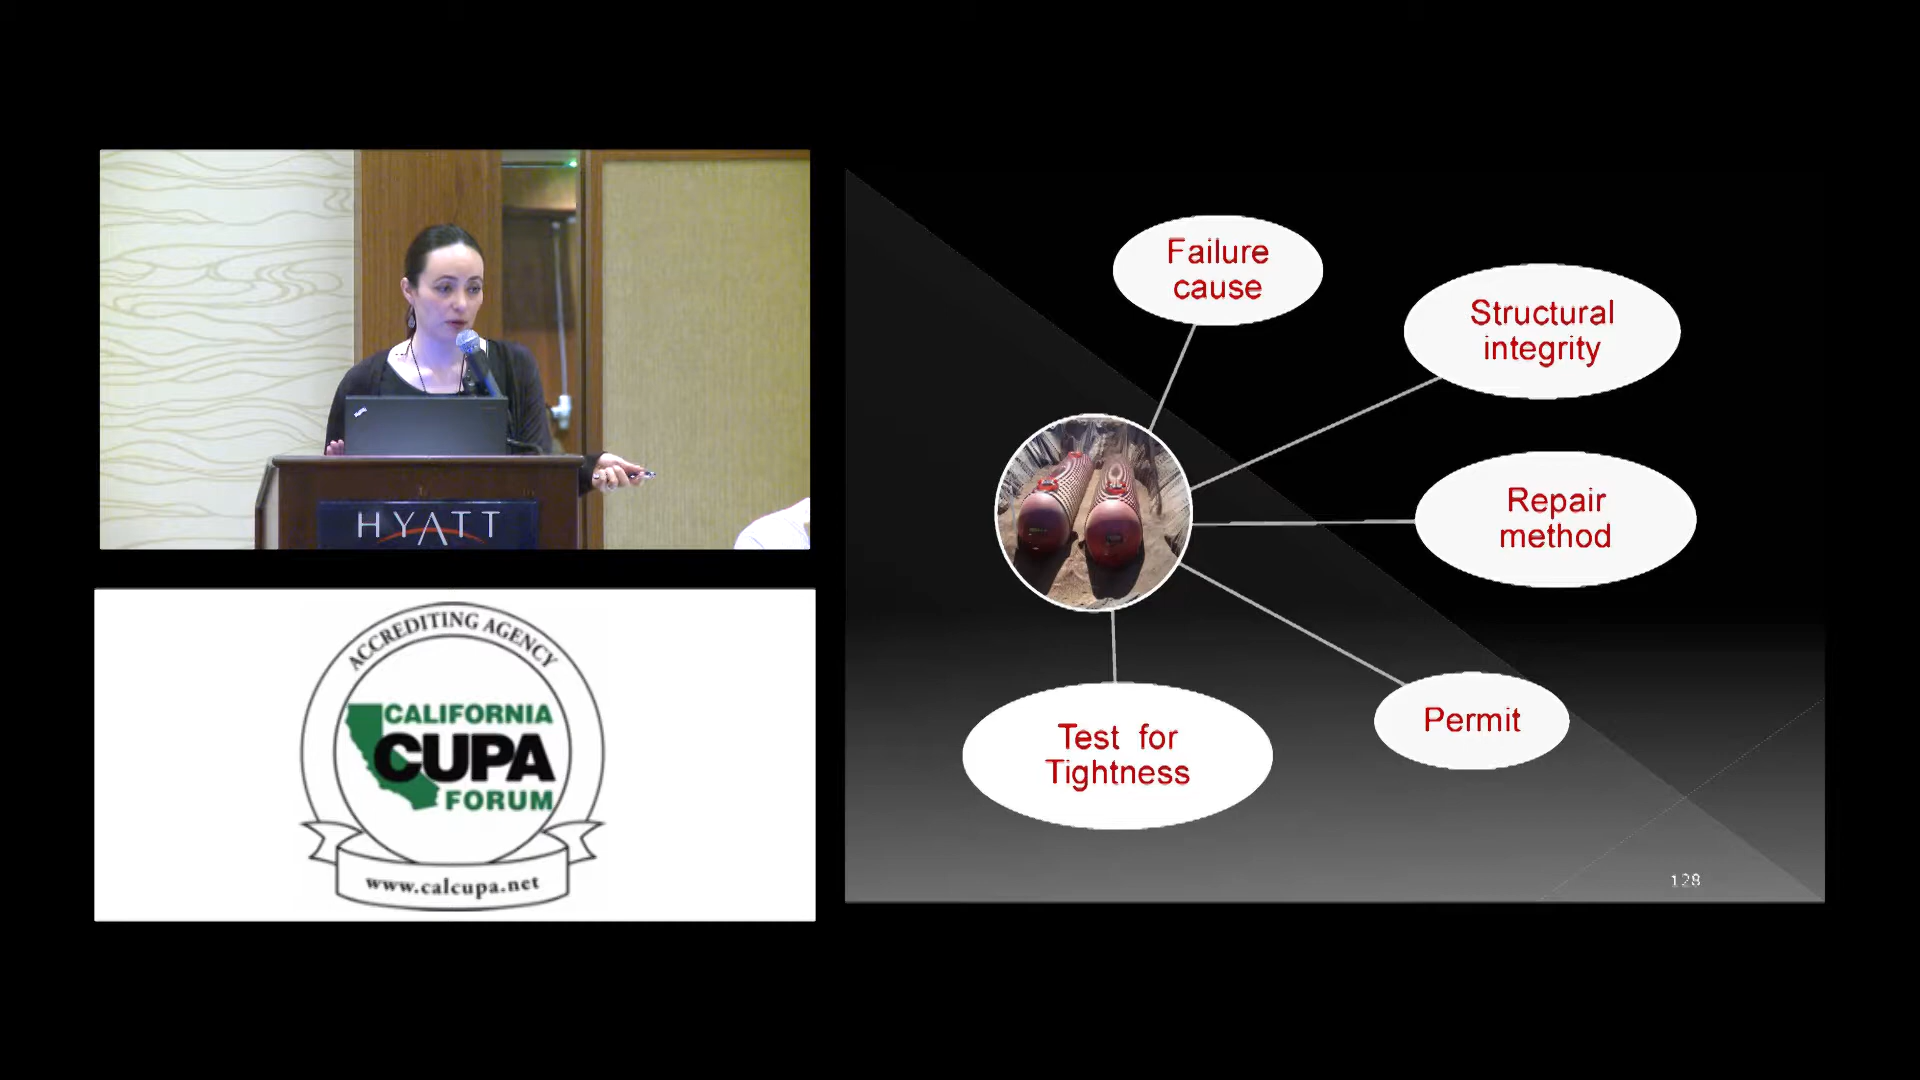 HYATT
ACCREDITING AGENCY
CALIFORNIA
CUPA
FORUM
www.calcupa.net
Failure
cause
Structural
integrity
Repair
method
Permit
Test for
Tightness
128